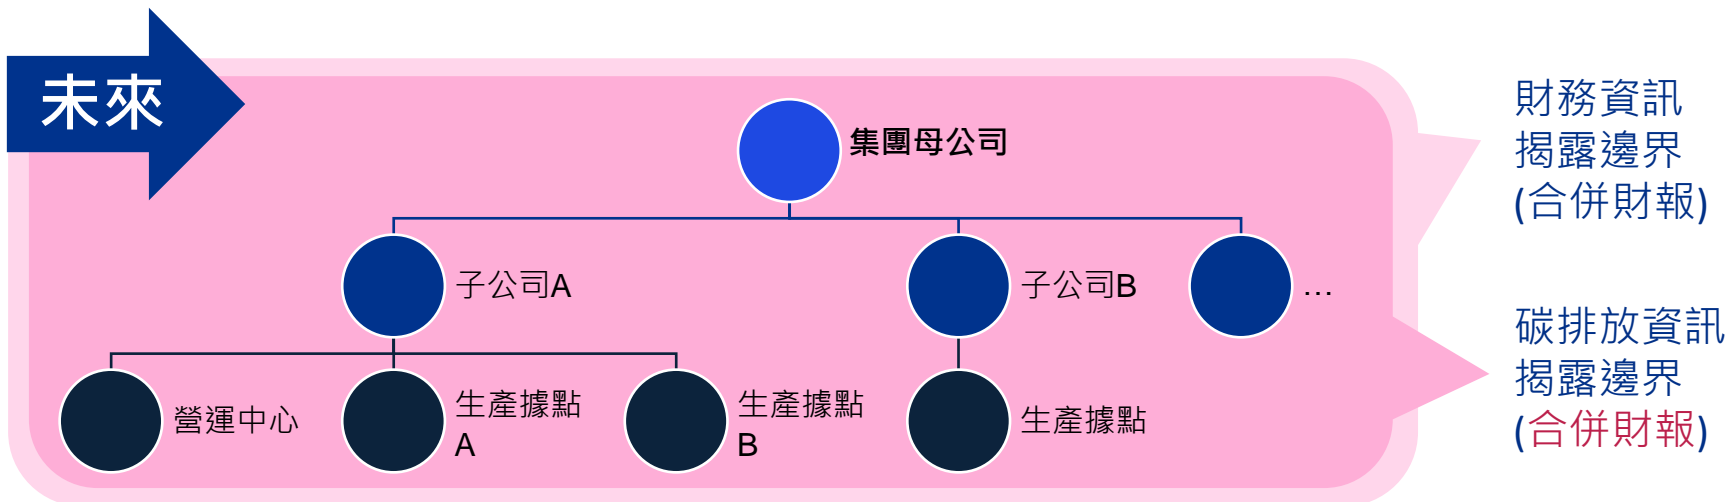 未來
集團母公司
子公司A
子公司B
...
營運中心
生產據點
A
生產據點
B
生產據點
財務資訊
揭露邊界
(合併財報)
碳排放資訊
揭露邊界
(合併財報)